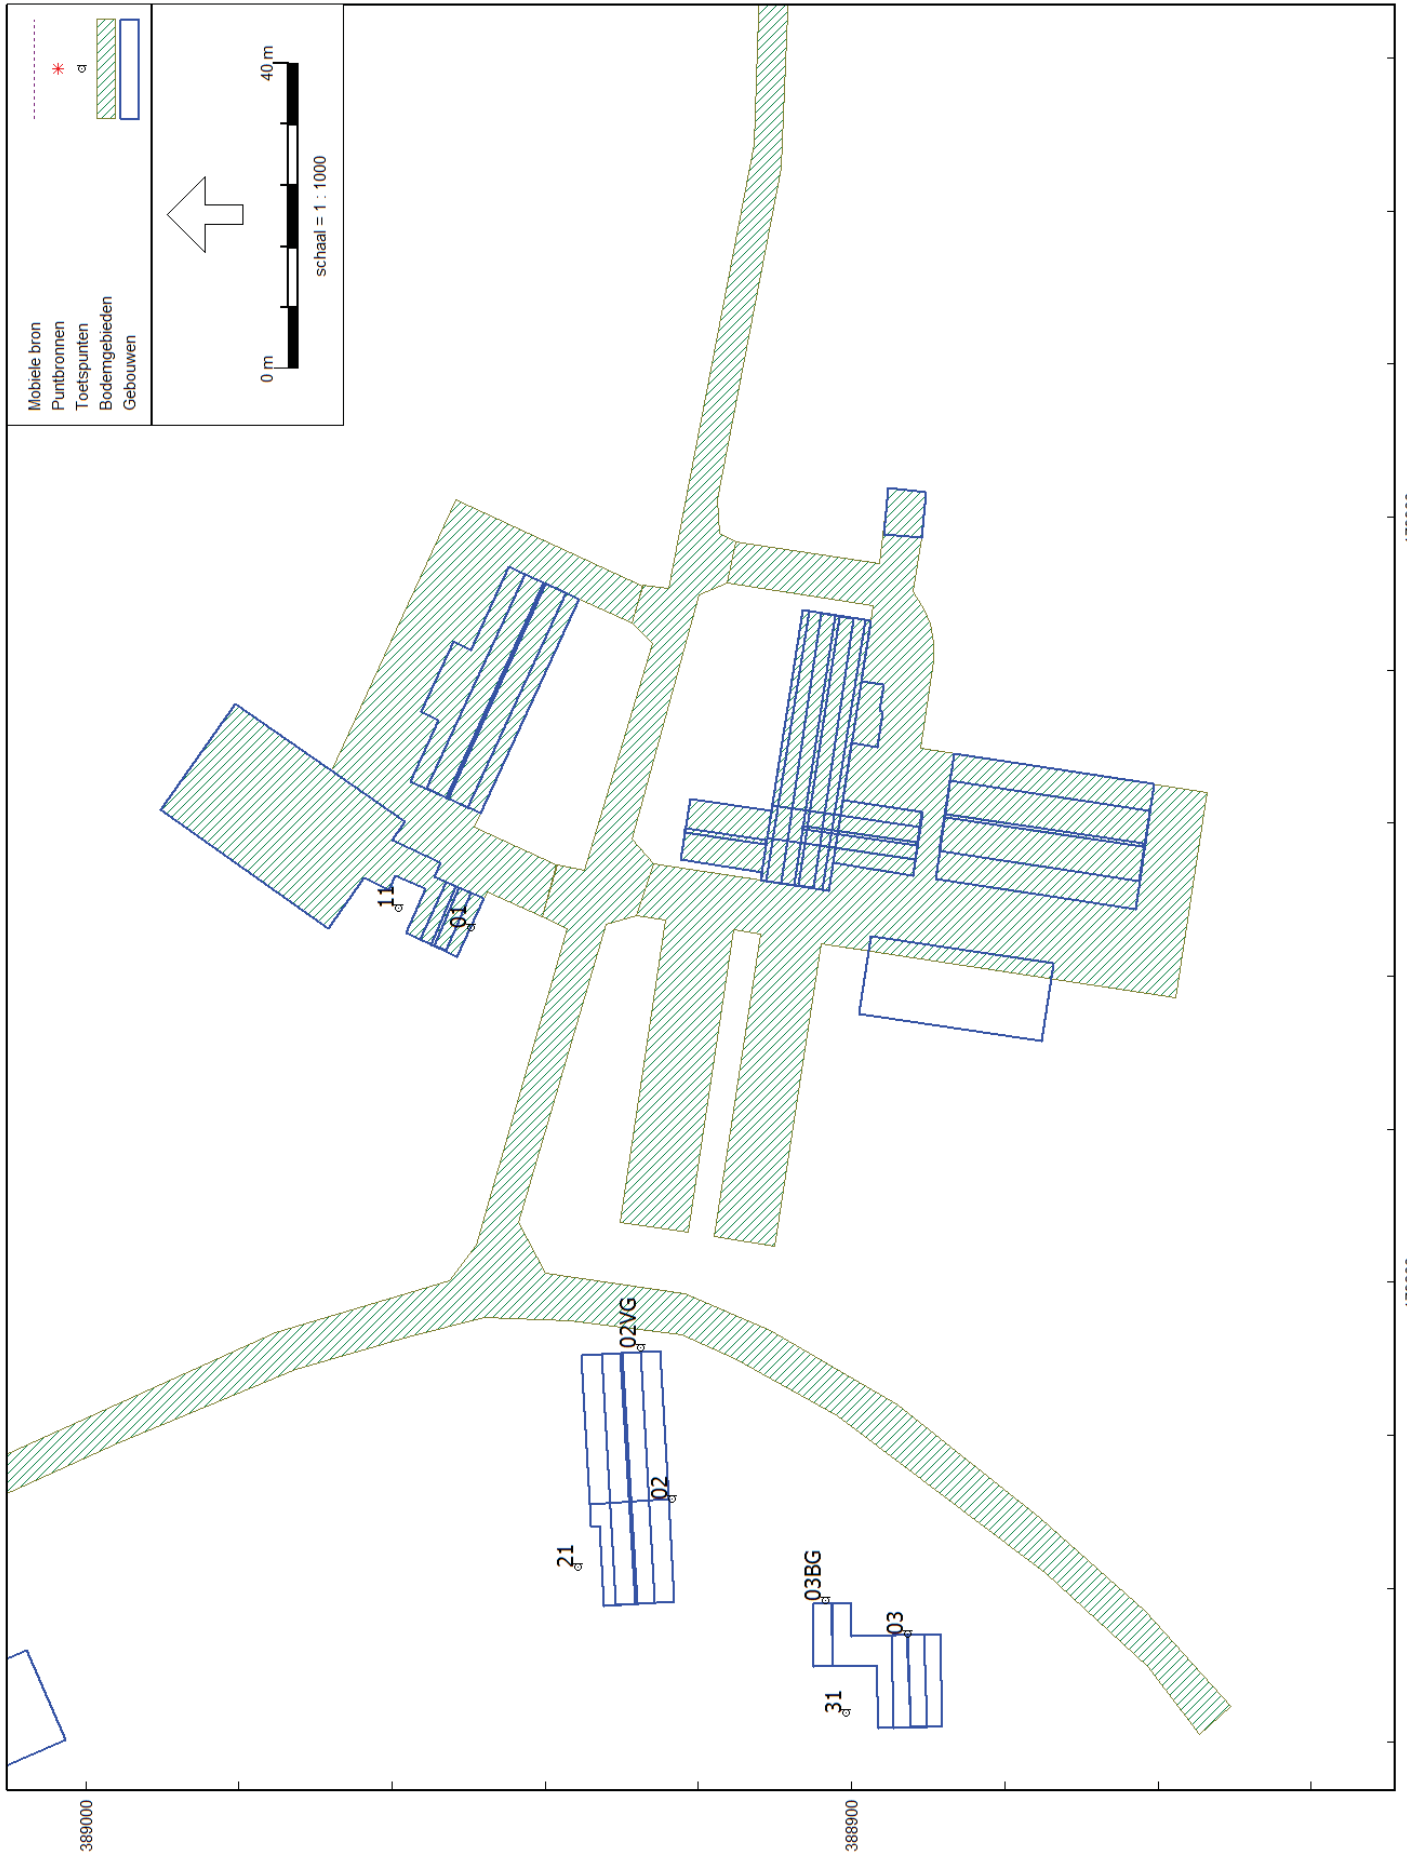 Mobiele bron
Puntbronnen
Toetspunten
Bodemgebieden
Gebouwen
0 m
40 m
schaal = 1 : 1000
11
01
02VG
02
21
03BG
03
31
389000
388900